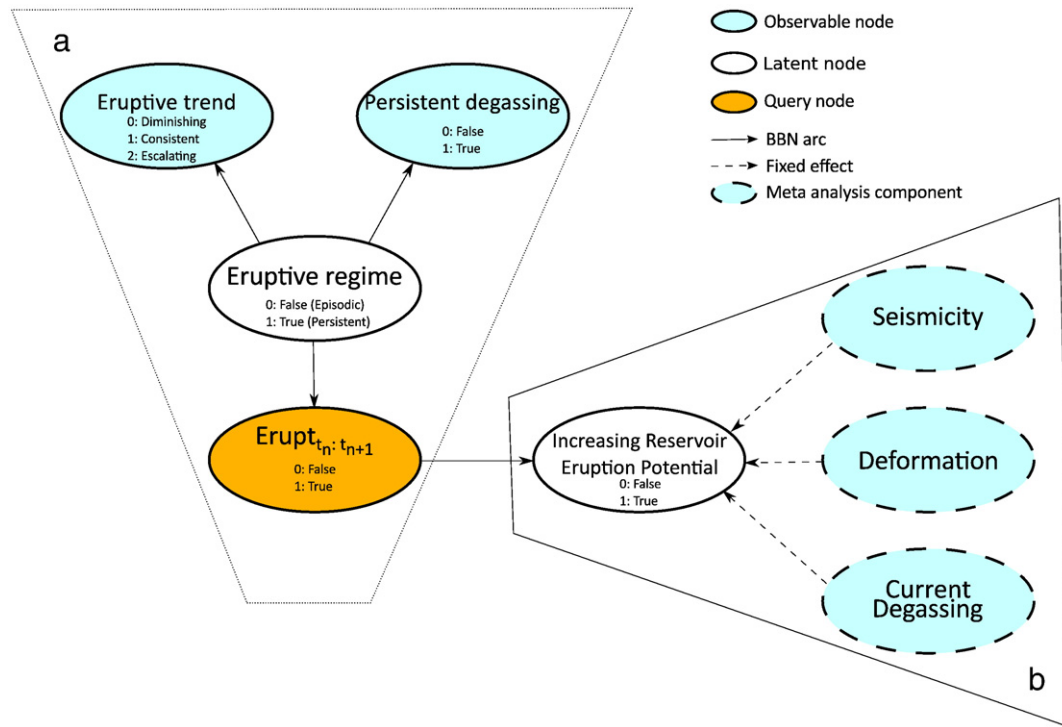 a
Eruptive trend
0: Diminishing
1: Consistent
2: Escalating
Persistent degassing
0: False
1: True
Eruptive regime
0: False (Episodic)
1: True (Persistent)
Erupt tn: tn+1
0: False
1: True
Observable node
Latent node
Query node
BBN arc
Fixed effect
Meta analysis component
Increasing Reservoir
Eruption Potential
0: False
1: True
Seismicity
Deformation
Current
Degassing
b